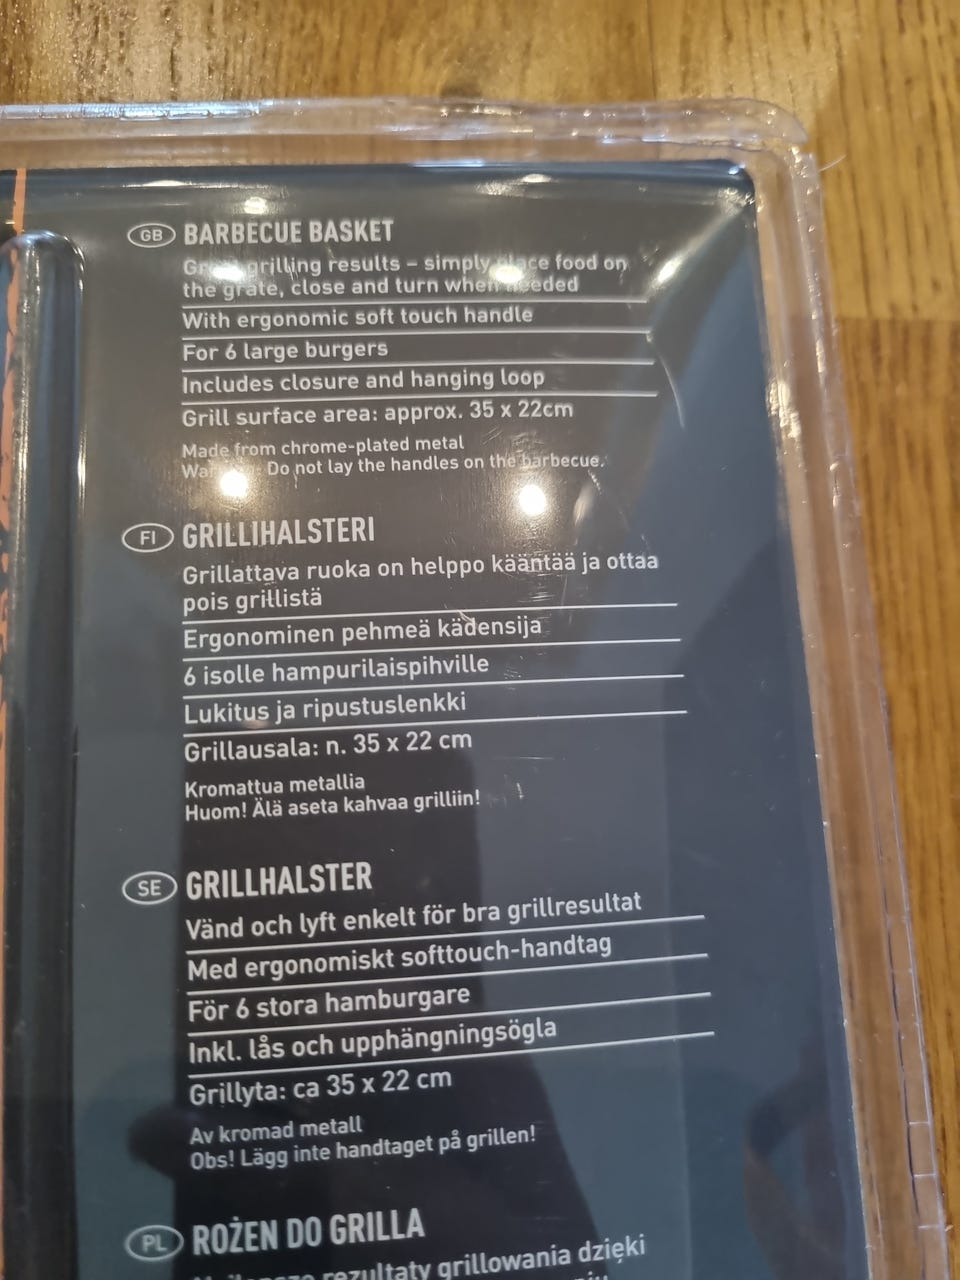 GB BARBECUE BASKET
grilling results – simply place food on
the grate, close and turn when needed
With ergonomic soft touch handle
For 6 large burgers
Includes closure and hanging loop
Grill surface area: approx. 35 x 22cm
Made from chrome-plated metal
Do not lay the handles on the barbecue.
FI GRILLIHALSTERI
Grillattava ruoka on helppo kääntää ja ottaa
pois grillistä
Ergonominen pehmeä kädensija
6 isolle hampurilaispihville
Lukitus ja ripustuslenkki
Grillausala: n. 35 x 22 cm
Kromattua metallia
Huom! Älä aseta kahvaa grilliin!
SE GRILLHALSTER
Vänd och lyft enkelt för bra grillresultat
Med ergonomiskt softtouch-handtag
För 6 stora hamburgare
Inkl. lås och upphängningsögla
Grillyta: ca 35 x 22 cm
Av kromad metall
Obs! Lägg inte handtaget på grillen!
PL ROŻEN DO GRILLA
rezultaty grillowania dzięki